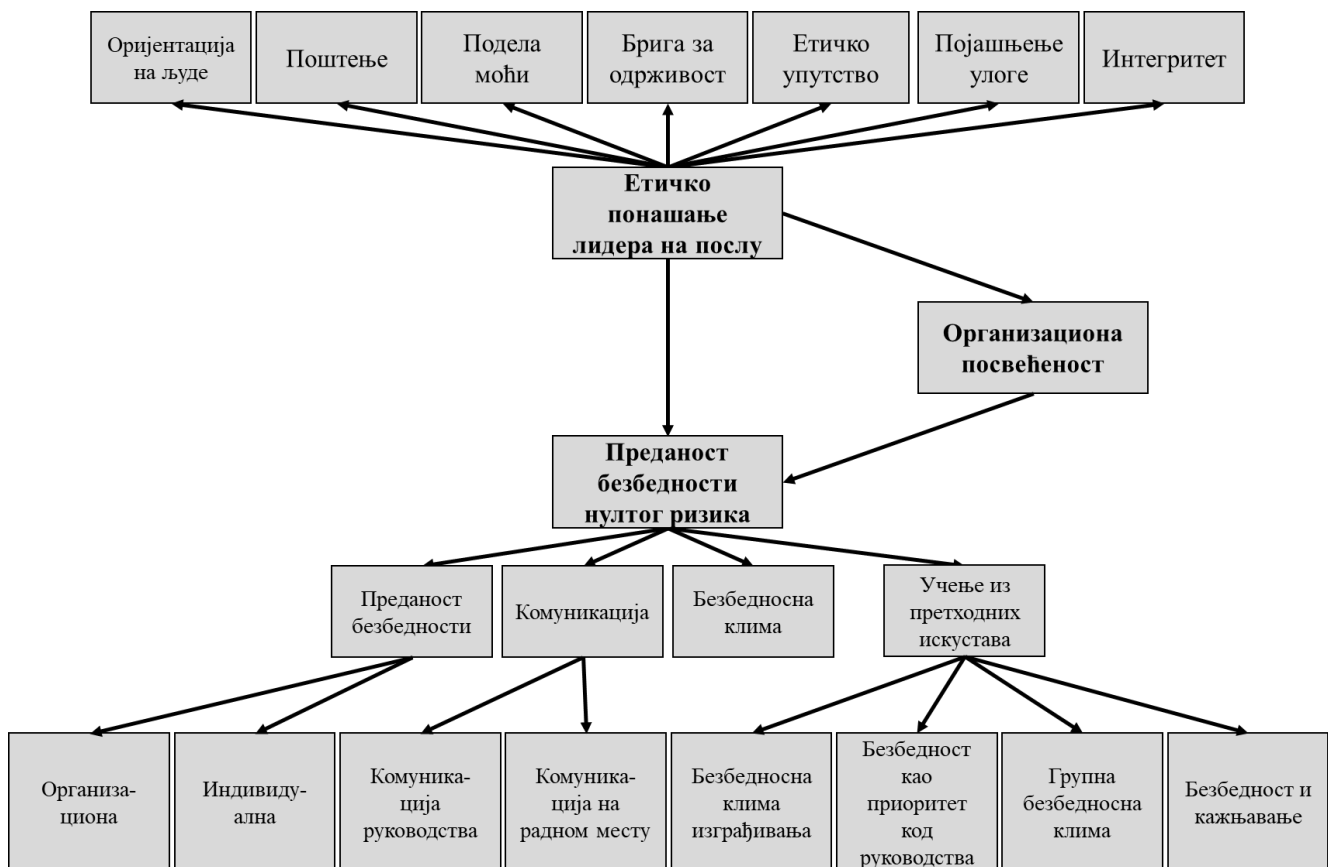 Оријентација
на људе
Поштење
Подела
моћи
Брига за
одрживост
Етичко
упутство
Појашњење
улоге
Интегритет
Етичко
понашање
лидера на послу
Организациона
посвећеност
Преданост
безбедности
нултог ризика
Преданост
безбедности
Комуникација
Безбедносна
клима
Учење из
претходних
искустава
Организа-
циона
Индивиду-
ална
Комуника-
ција
руководства
Комуника-
ција на
радном месту
Безбедносна
клима
изграђивања
Безбедност
као
приоритет
код
руководства
Групна
безбедносна
клима
Безбедност и
кажњавање